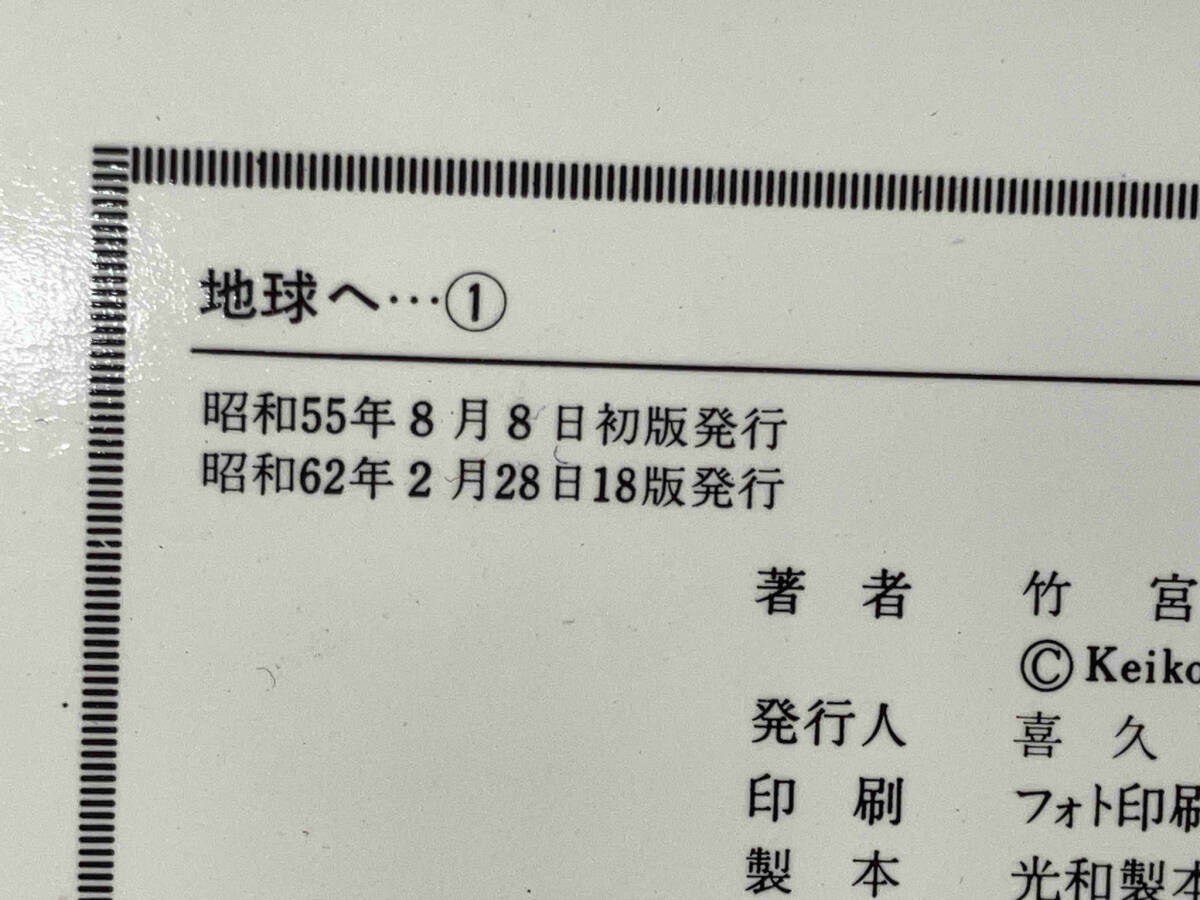 地球へ…①
昭和55年8月8日初版発行
昭和62年2月28日18版発行
著者 竹宮
©Keiko
発行人 喜久
印刷 フォト印刷
製本 光和製本